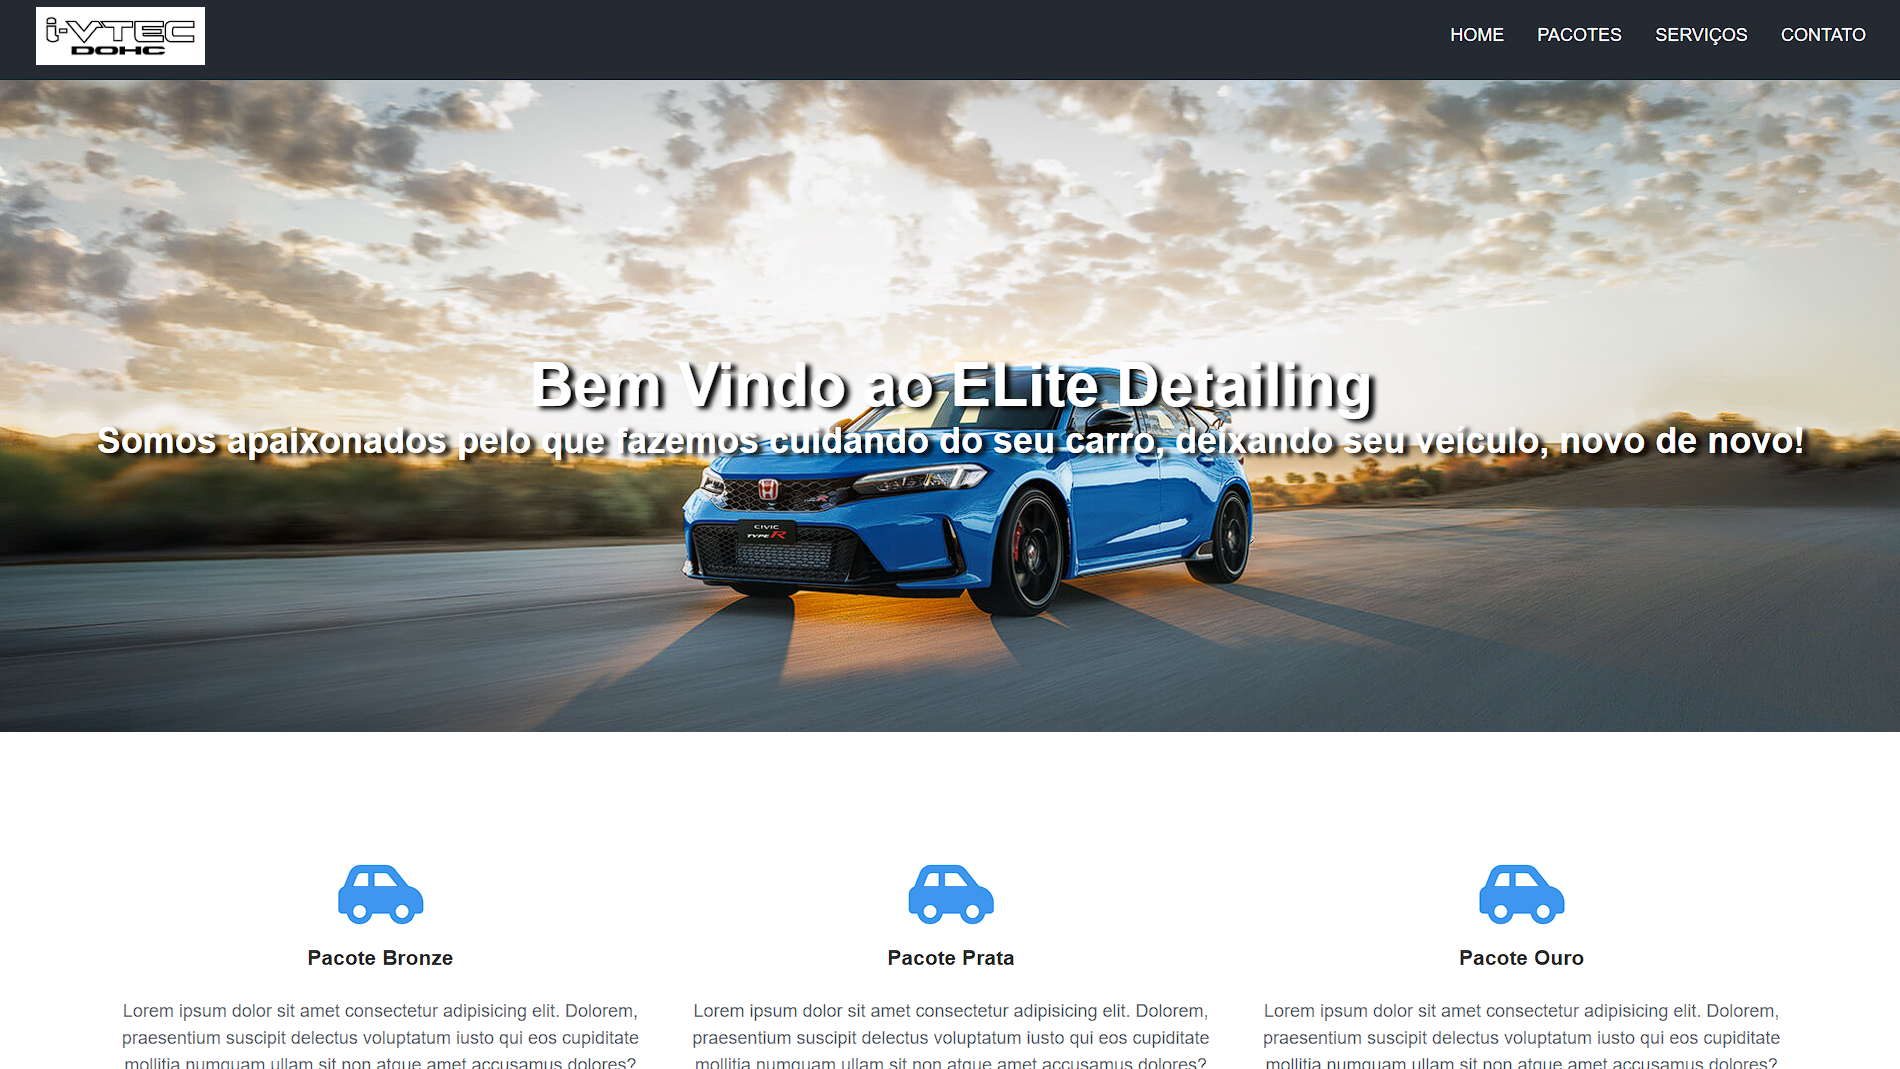 i-VTEC
DOHC
HOME PACOTES SERVIÇOS CONTATO
Bem Vindo ao ELite Detailing
Somos apaixonados pelo que fazemos cuidando do seu carro, deixando seu veículo, novo de novo!
CIVIC
TYPE R
Pacote Bronze
Lorem ipsum dolor sit amet consectetur adipisicing elit. Dolorem,
praesentium suscipit delectus voluptatum iusto qui eos cupiditate
mollitia numquam ullam sit non atque amet accusamus dolores?
Pacote Prata
Lorem ipsum dolor sit amet consectetur adipisicing elit. Dolorem,
praesentium suscipit delectus voluptatum iusto qui eos cupiditate
mollitia numquam ullam sit non atque amet accusamus dolores?
Pacote Ouro
Lorem ipsum dolor sit amet consectetur adipisicing elit. Dolorem,
praesentium suscipit delectus voluptatum iusto qui eos cupiditate
mollitia numquam ullam sit non atque amet accusamus dolores?